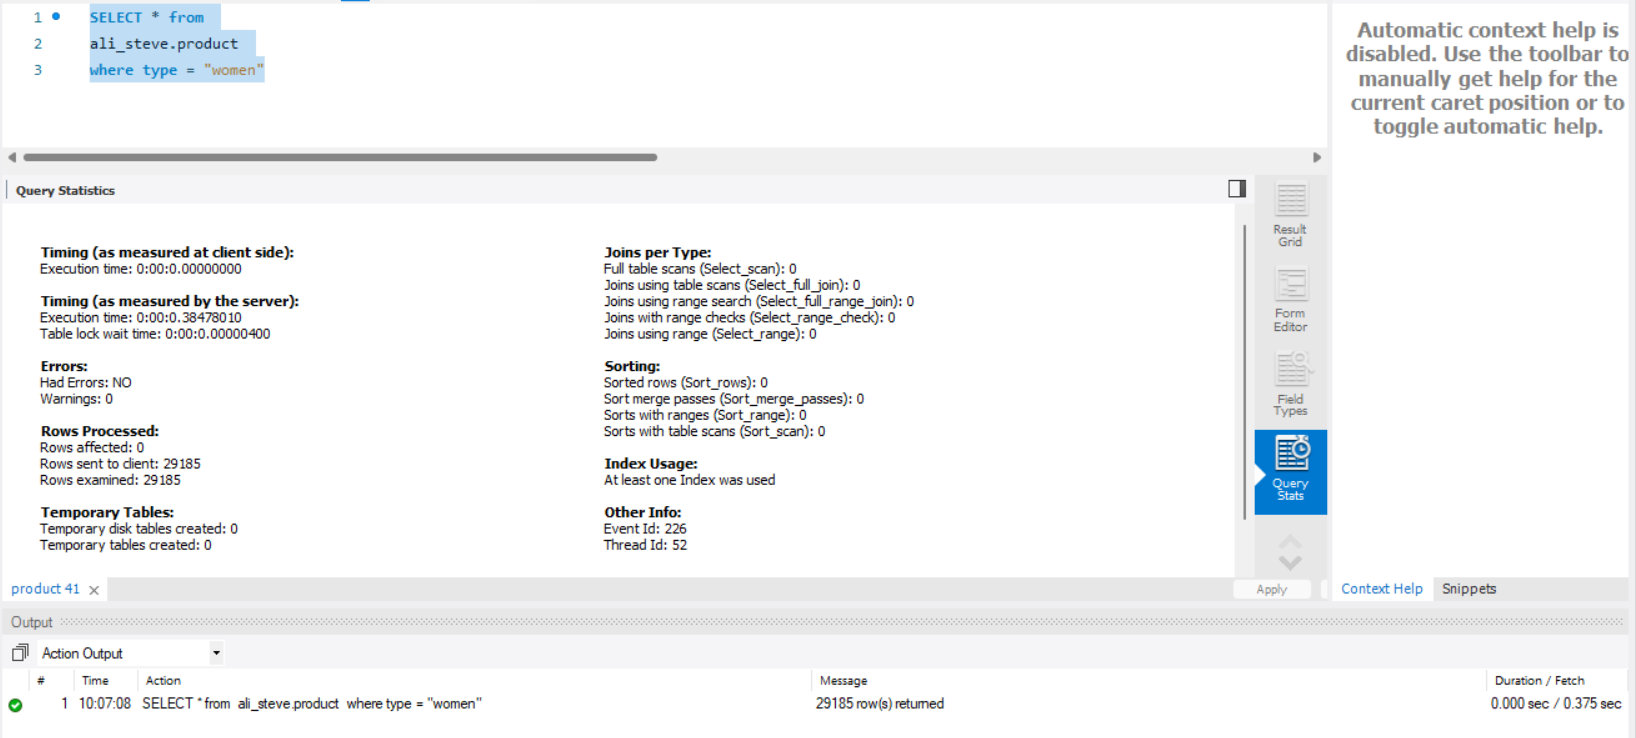 1 SELECT * from
2 ali_steve.product
3 where type = "women"
Automatic context help is
disabled. Use the toolbar to
manually get help for the
current caret position or to
toggle automatic help.
Query Statistics
Timing (as measured at client side):
Execution time: 0:00:0.00000000
Timing (as measured by the server):
Execution time: 0:00:0.38478010
Table lock wait time: 0:00:0.00000400
Errors:
Had Errors: NO
Warnings: 0
Rows Processed:
Rows affected: 0
Rows sent to client: 29185
Rows examined: 29185
Temporary Tables:
Temporary disk tables created: 0
Temporary tables created: 0
Joins per Type:
Full table scans (Select_scan): 0
Joins using table scans (Select_full_join): 0
Joins using range search (Select_full_range_join): 0
Joins with range checks (Select_range_check): 0
Joins using range (Select_range): 0
Sorting:
Sorted rows (Sort_rows): 0
Sort merge passes (Sort_merge_passes): 0
Sorts with ranges (Sort_range): 0
Sorts with table scans (Sort_scan): 0
Index Usage:
At least one Index was used
Other Info:
Event Id: 226
Thread Id: 52
Result
Grid
Form
Editor
Field
Types
Query
Stats
product 41
Apply
Context Help Snippets
Output
Action Output
# Time Action Message Duration / Fetch
1 10:07:08 SELECT * from ali_steve.product where type = "women" 29185 row(s) returned 0.000 sec / 0.375 sec